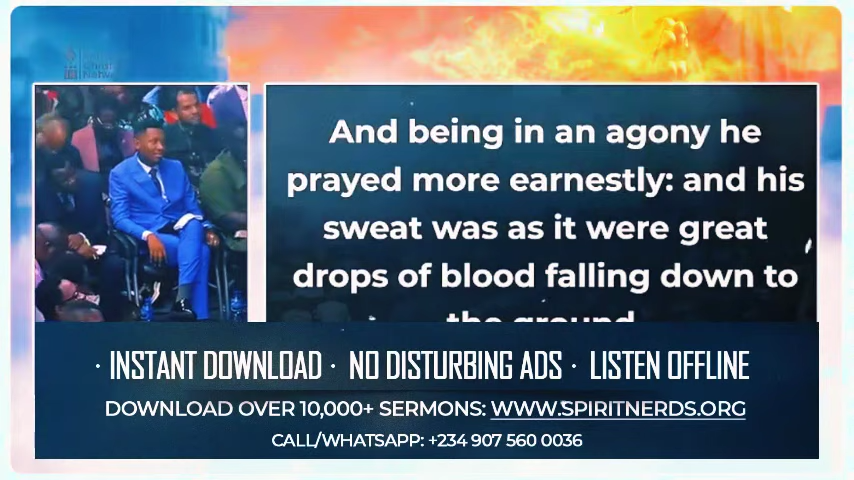 And being in an agony he
prayed more earnestly: and his
sweat was as it were great
drops of blood falling down to
the ground
· INSTANT DOWNLOAD · NO DISTURBING ADS · LISTEN OFFLINE
DOWNLOAD OVER 10,000+ SERMONS: WWW.SPIRITNERDS.ORG
CALL/WHATSAPP: +234 907 560 0036